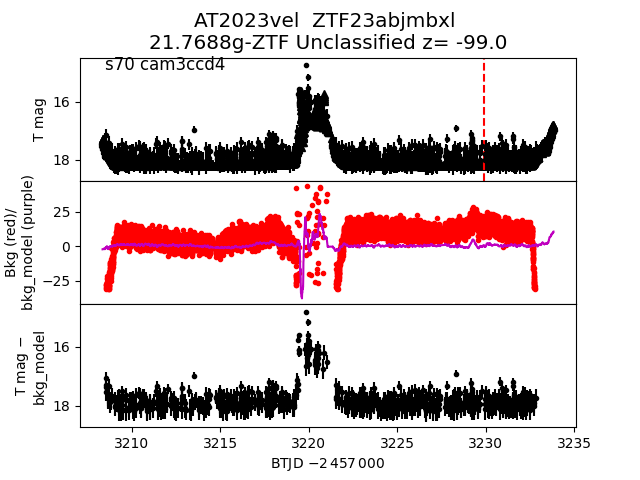 AT2023vel  ZTF23abjmbxl
21.7688g-ZTF Unclassified z= -99.0
s70 cam3ccd4
T mag
16
18
Bkg (red)/
bkg_model (purple)
25
0
−25
T mag −
bkg_model
16
18
3210
3215
3220
3225
3230
3235
BTJD −2 457 000